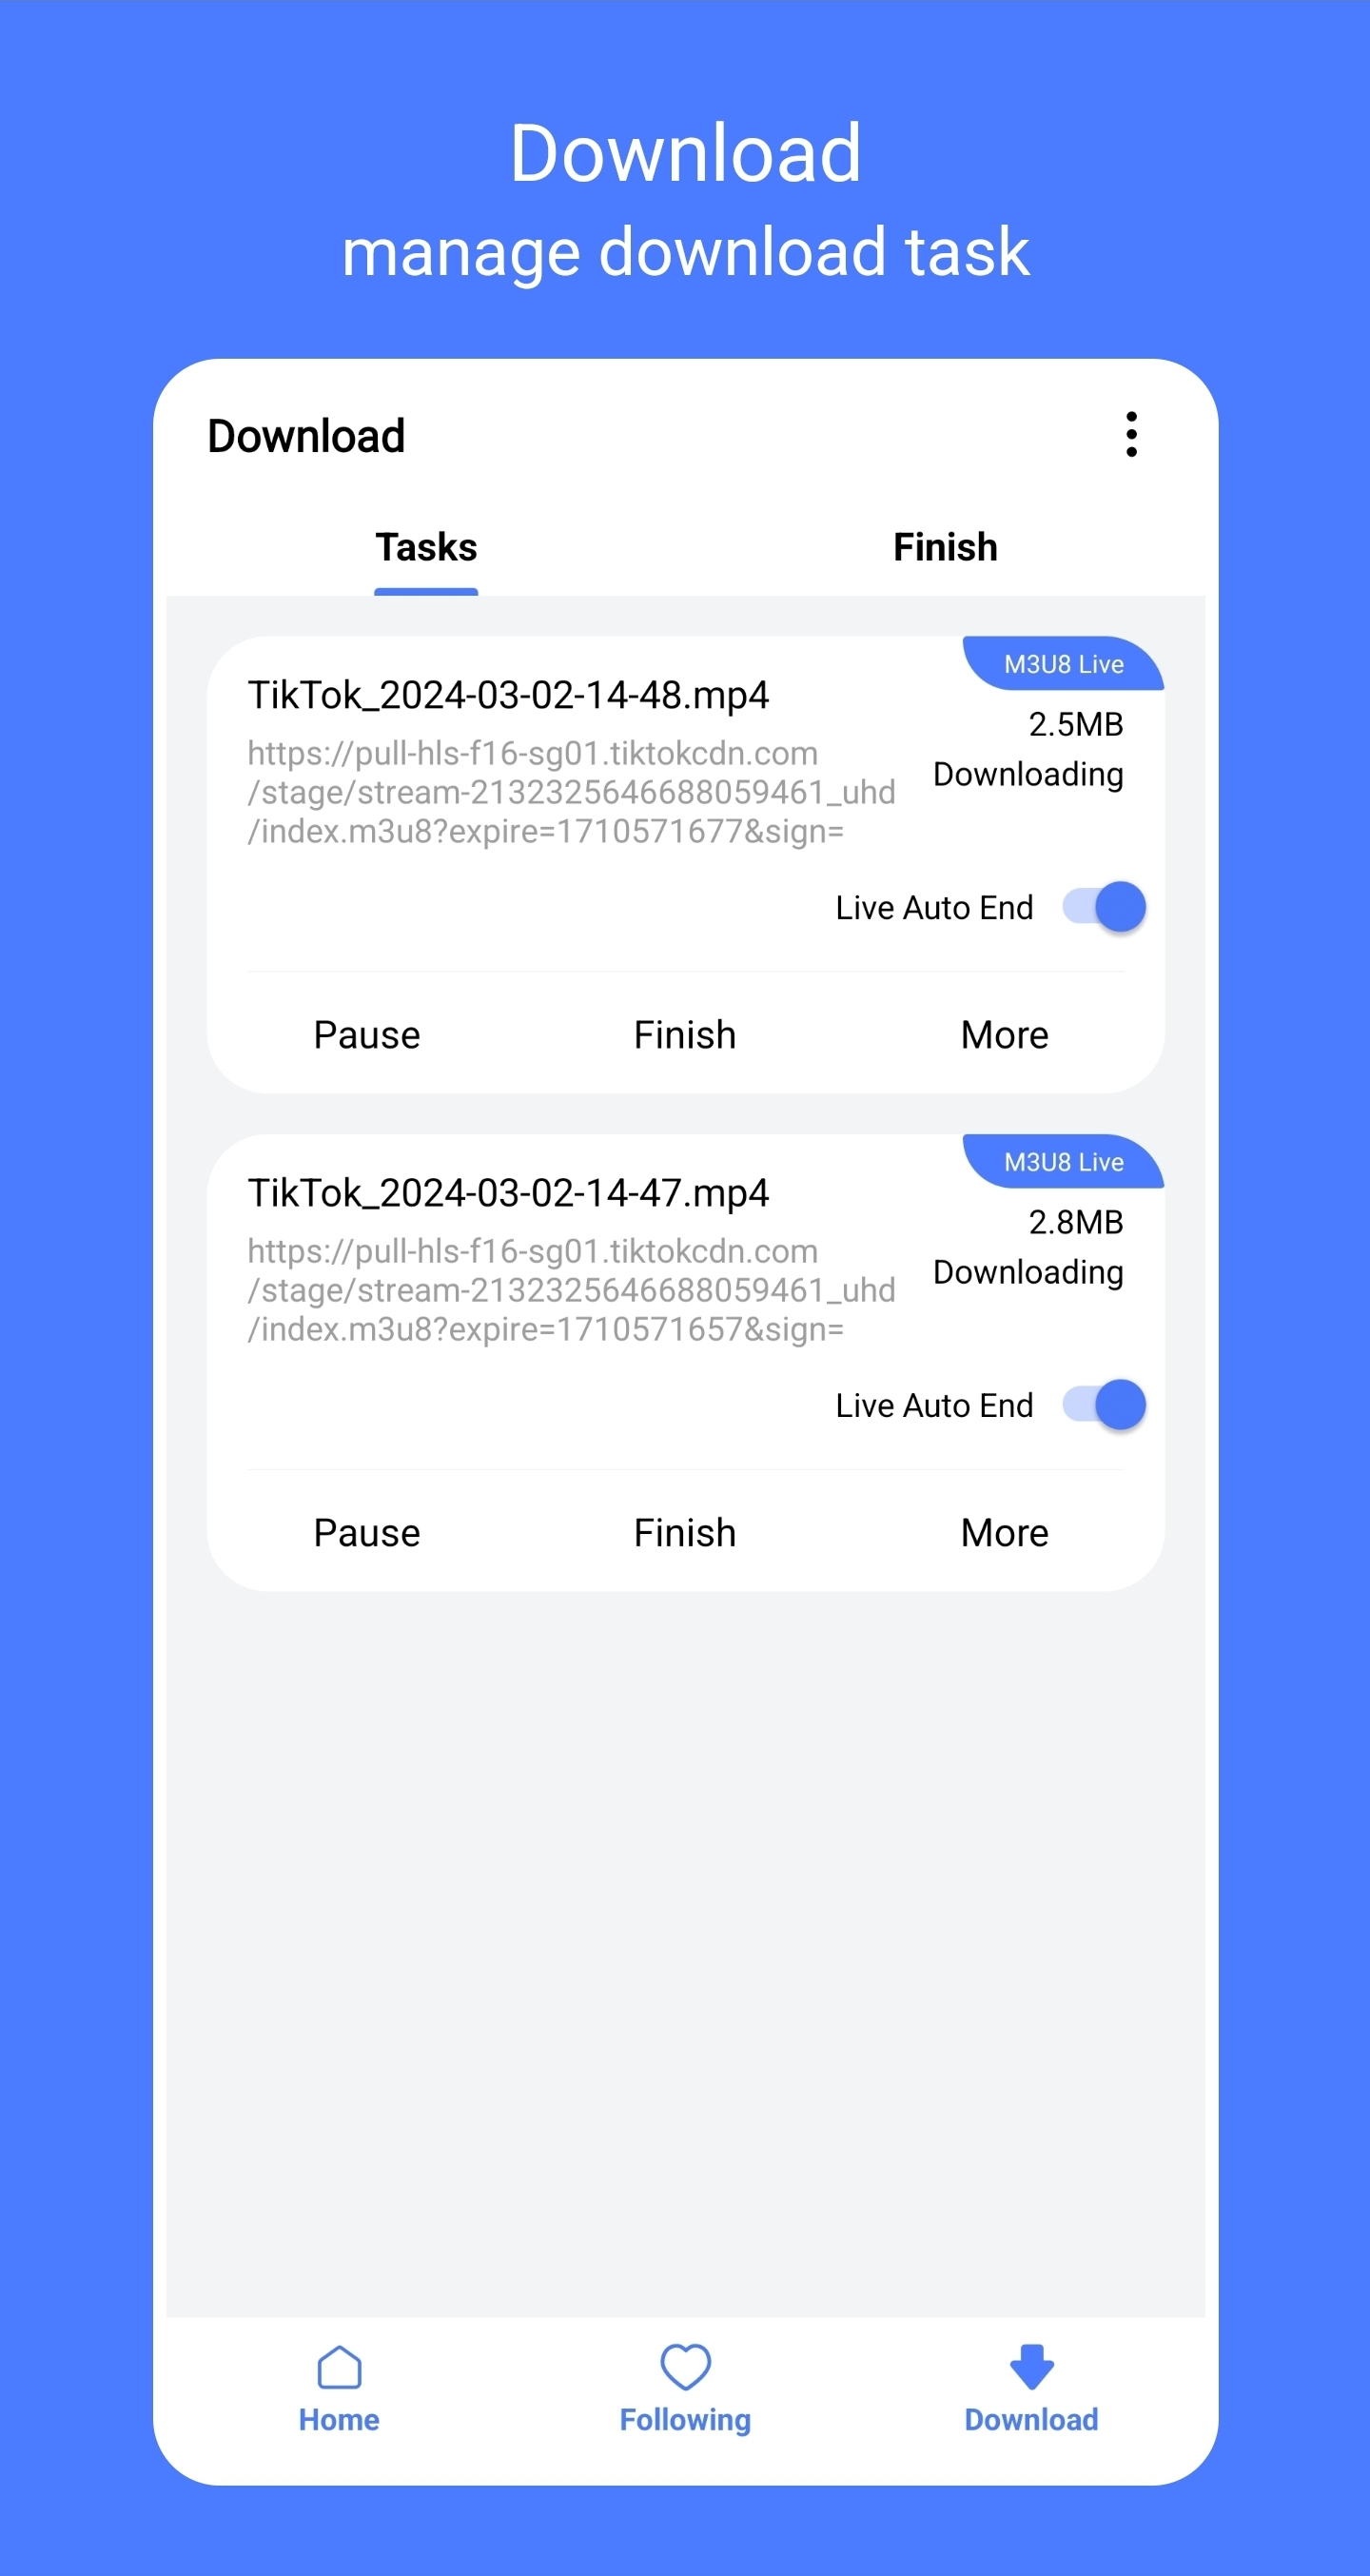 Download
manage download task
Download
Tasks
Finish
M3U8 Live
TikTok_2024-03-02-14-48.mp4
2.5MB
https://pull-hls-f16-sg01.tiktokcdn.com
/stage/stream-2132325646688059461_uhd
/index.m3u8?expire=1710571677&sign=
Downloading
Live Auto End
Pause
Finish
More
M3U8 Live
TikTok_2024-03-02-14-47.mp4
2.8MB
https://pull-hls-f16-sg01.tiktokcdn.com
/stage/stream-2132325646688059461_uhd
/index.m3u8?expire=1710571657&sign=
Downloading
Live Auto End
Pause
Finish
More
Home
Following
Download